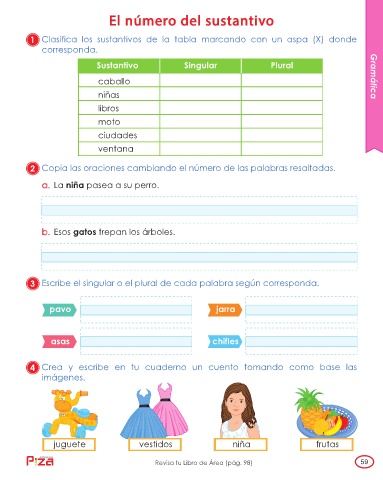 El número del sustantivo
1 Clasifica los sustantivos de la tabla marcando con un aspa (X) donde
corresponda.
Gramática
Sustantivo Singular Plural
caballo
niñas
libros
moto
ciudades
ventana
2 Copia las oraciones cambiando el número de las palabras resaltadas.
a. La niña pasea a su perro.
b. Esos gatos trepan los árboles.
3 Escribe el singular o el plural de cada palabra según corresponda.
pavo jarra
asas chifles
4 Crea y escribe en tu cuaderno un cuento tomando como base las
imágenes.
juguete vestidos niña frutas
P:zA Revisa tu Libro de Área (pág. 98) 59